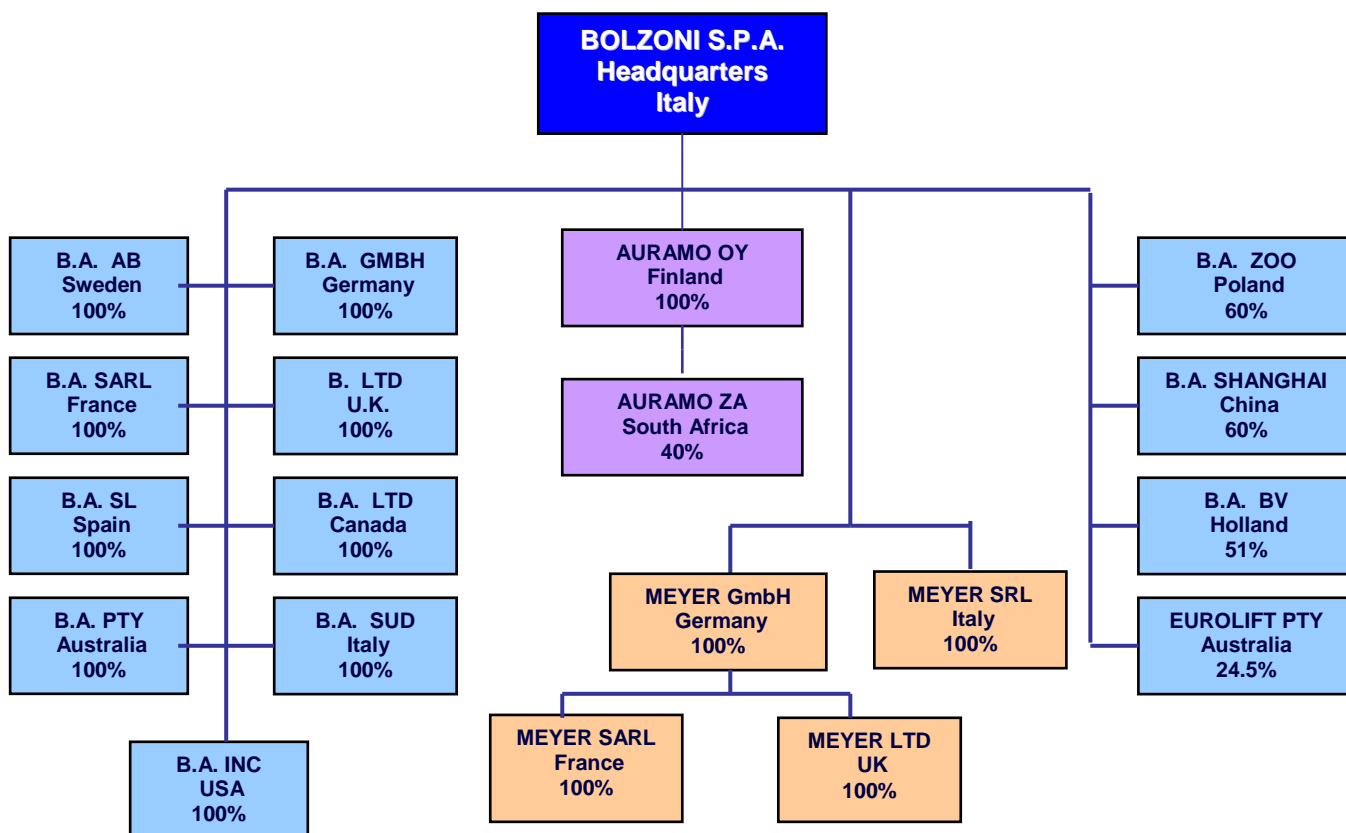 BOLZONI S.P.A.
Headquarters
Italy
B.A. AB
Sweden
100%
B.A. GMBH
Germany
100%
AURAMO OY
Finland
100%
B.A. ZOO
Poland
60%
B.A. SARL
France
100%
B. LTD
U.K.
100%
AURAMO ZA
South Africa
40%
B.A. SHANGHAI
China
60%
B.A. SL
Spain
100%
B.A. LTD
Canada
100%
B.A. BV
Holland
51%
MEYER GmbH
Germany
100%
MEYER SRL
Italy
100%
B.A. PTY
Australia
100%
B.A. SUD
Italy
100%
EUROLIFT PTY
Australia
24.5%
MEYER SARL
France
100%
MEYER LTD
UK
100%
B.A. INC
USA
100%